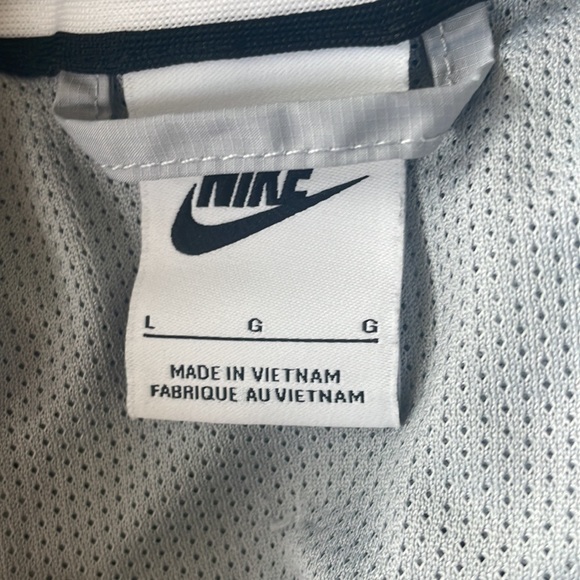 NIKE
L G G
MADE IN VIETNAM
FABRIQUE AU VIETNAM